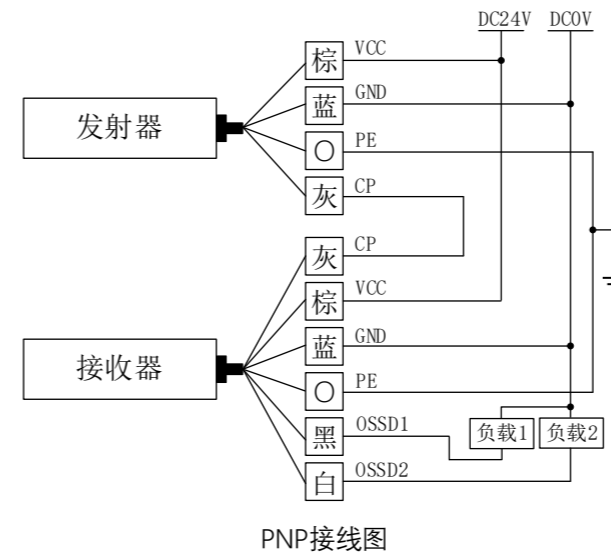 DC24V DC0V
棕 VCC
蓝 GND
发射器
O PE
灰 CP
灰 CP
棕 VCC
蓝 GND
接收器
O PE
黑 OSSD1 负载1 负载2
白 OSSD2
PNP接线图